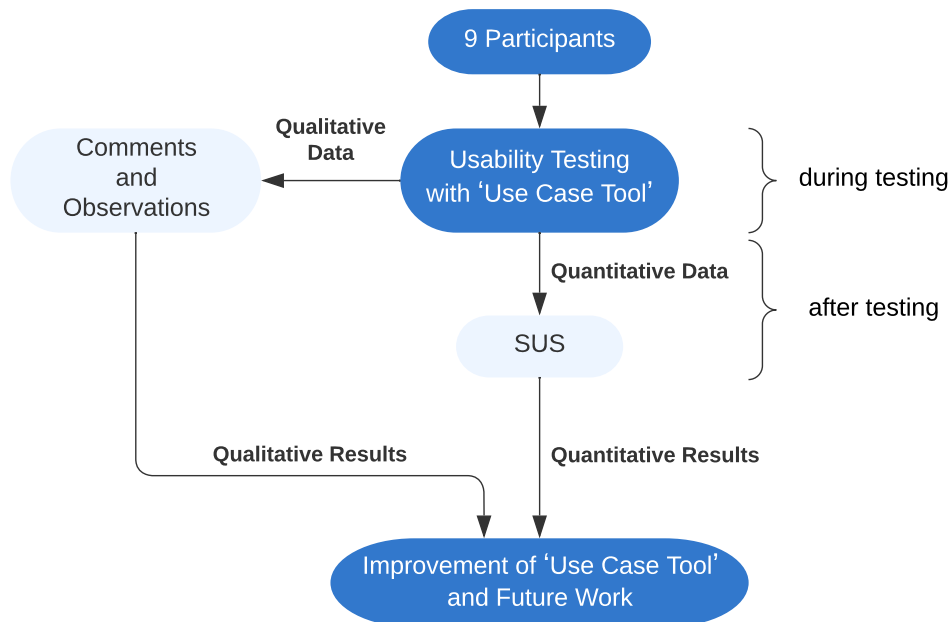 9 Participants
Qualitative
Data
Comments
and
Observations
Usability Testing
with ‘Use Case Tool’
during testing
Quantitative Data
after testing
SUS
Qualitative Results
Quantitative Results
Improvement of ‘Use Case Tool’
and Future Work